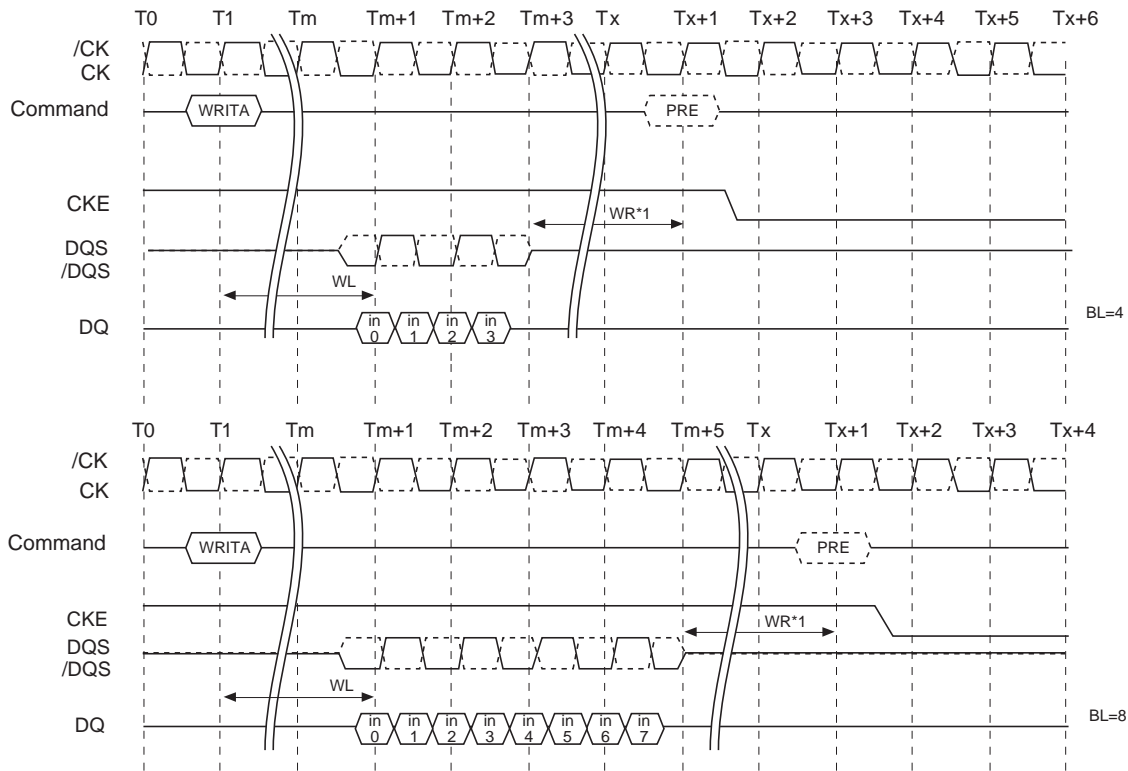 T0 T1 Tm Tm+1 Tm+2 Tm+3 Tx Tx+1 Tx+2 Tx+3 Tx+4 Tx+5 Tx+6
/CK
CK
Command WRITA PRE
CKE
WR*1
DQS
/DQS
WL
DQ in 0 in 1 in 2 in 3
BL=4
T0 T1 Tm Tm+1 Tm+2 Tm+3 Tm+4 Tm+5 Tx Tx+1 Tx+2 Tx+3 Tx+4
/CK
CK
Command WRITA PRE
CKE
WR*1
DQS
/DQS
WL
DQ in 0 in 1 in 2 in 3 in 4 in 5 in 6 in 7
BL=8